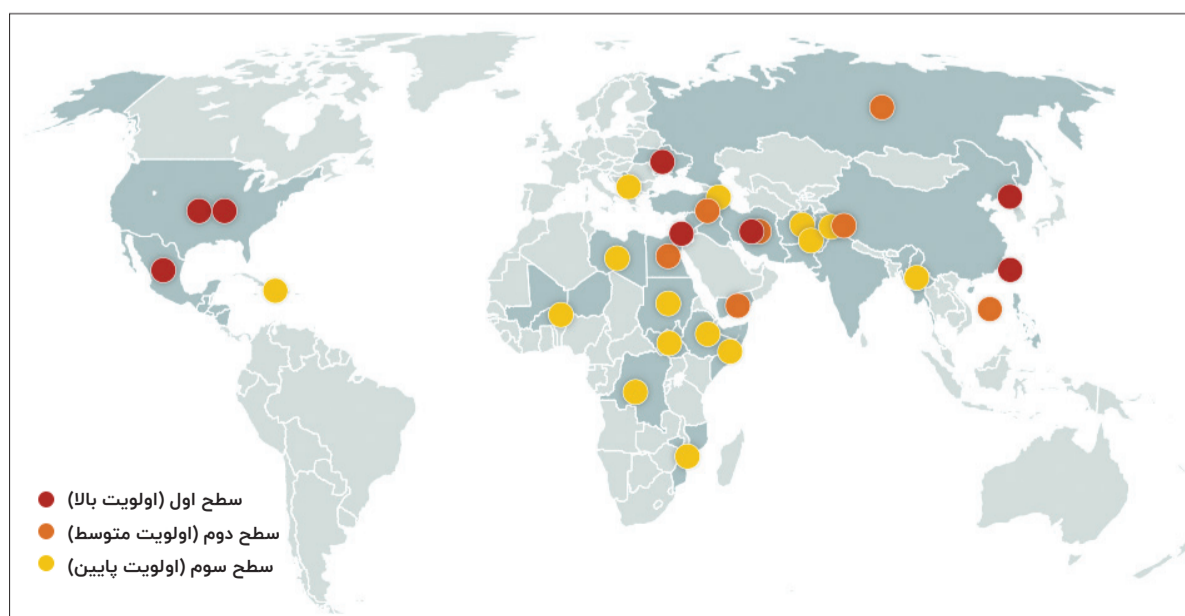 سطح اول (اولویت بالا)
سطح دوم (اولویت متوسط)
سطح سوم (اولویت پایین)